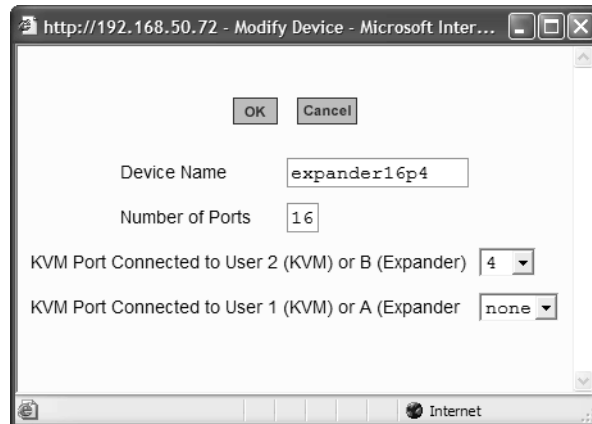 http://192.168.50.72 - Modify Device - Microsoft Inter...
OK Cancel
Device Name expander16p4
Number of Ports 16
KVM Port Connected to User 2 (KVM) or B (Expander) 4
KVM Port Connected to User 1 (KVM) or A (Expander none
Internet